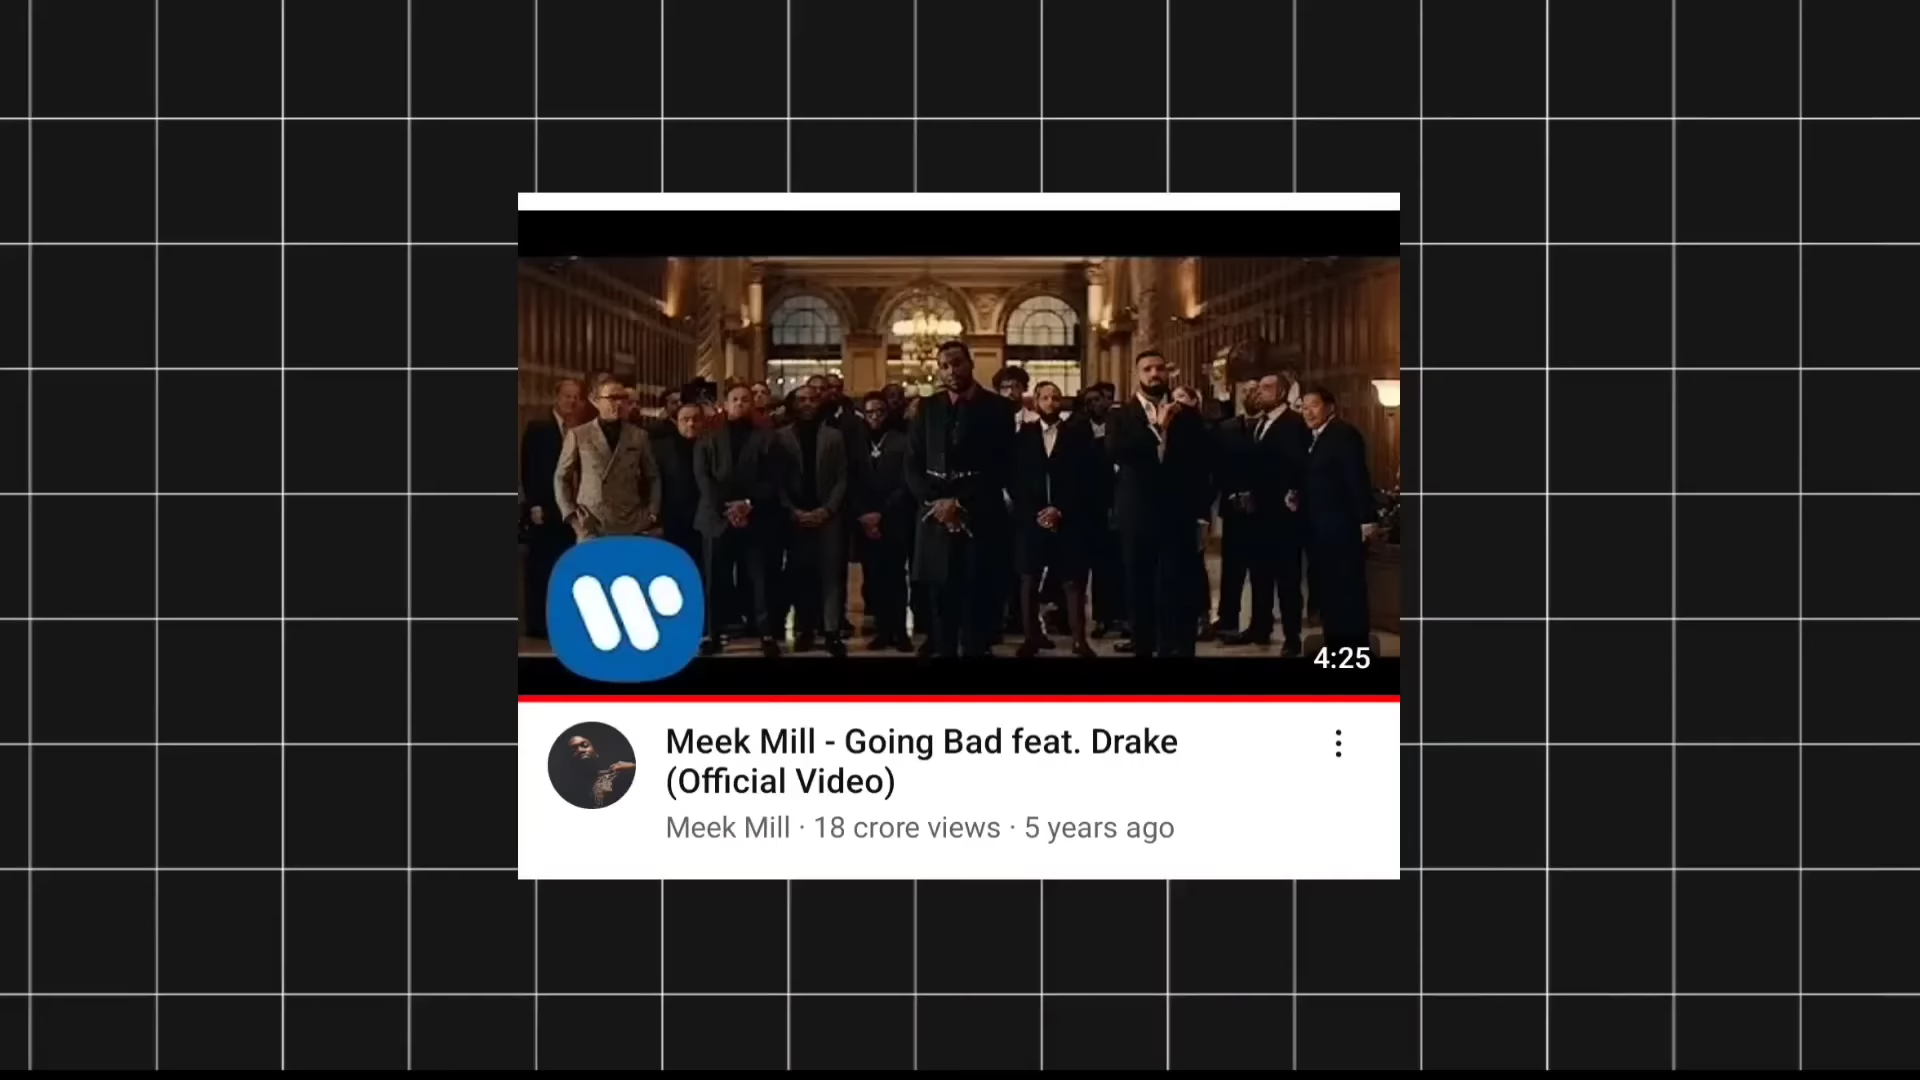 4:25
Meek Mill - Going Bad feat. Drake
(Official Video)
Meek Mill · 18 crore views · 5 years ago